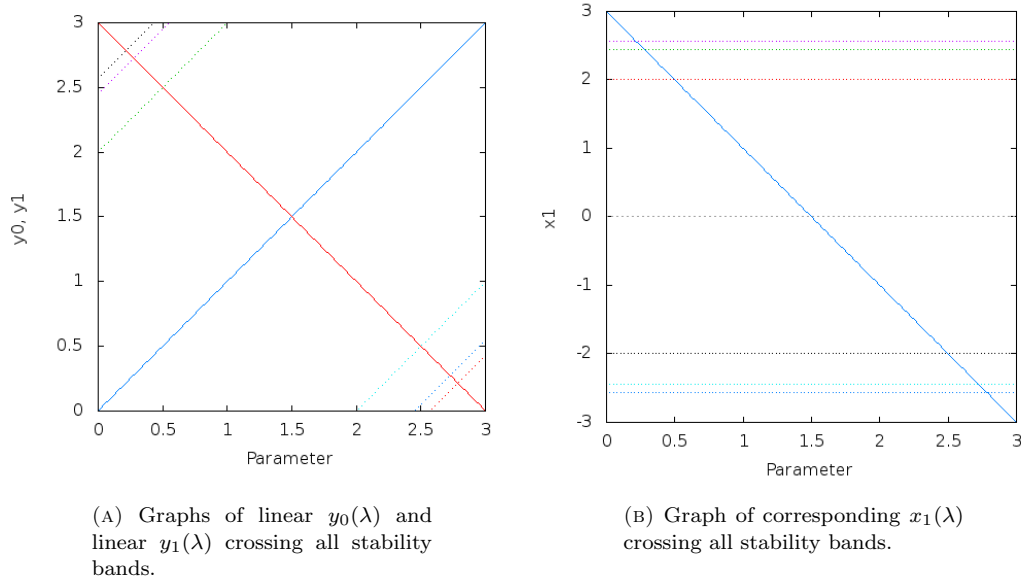 3
2.5
2
1.5
1
0.5
0
y0, y1
0 0.5 1 1.5 2 2.5 3
Parameter
(A) Graphs of linear y0(λ) and
linear y1(λ) crossing all stability
bands.
3
2
1
0
-1
-2
-3
x1
0 0.5 1 1.5 2 2.5 3
Parameter
(B) Graph of corresponding x1(λ)
crossing all stability bands.